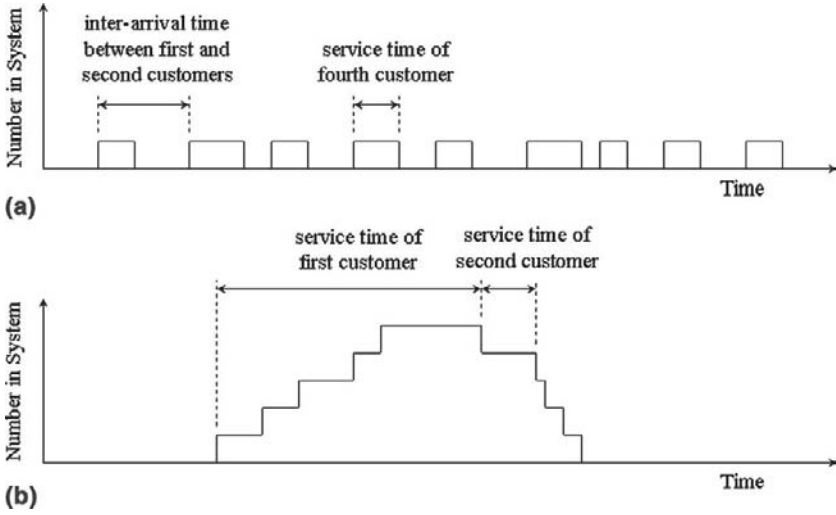 Number in System
inter-arrival time
between first and
second customers
service time of
fourth customer
Time
(a)
Number in System
service time of
first customer
service time of
second customer
Time
(b)